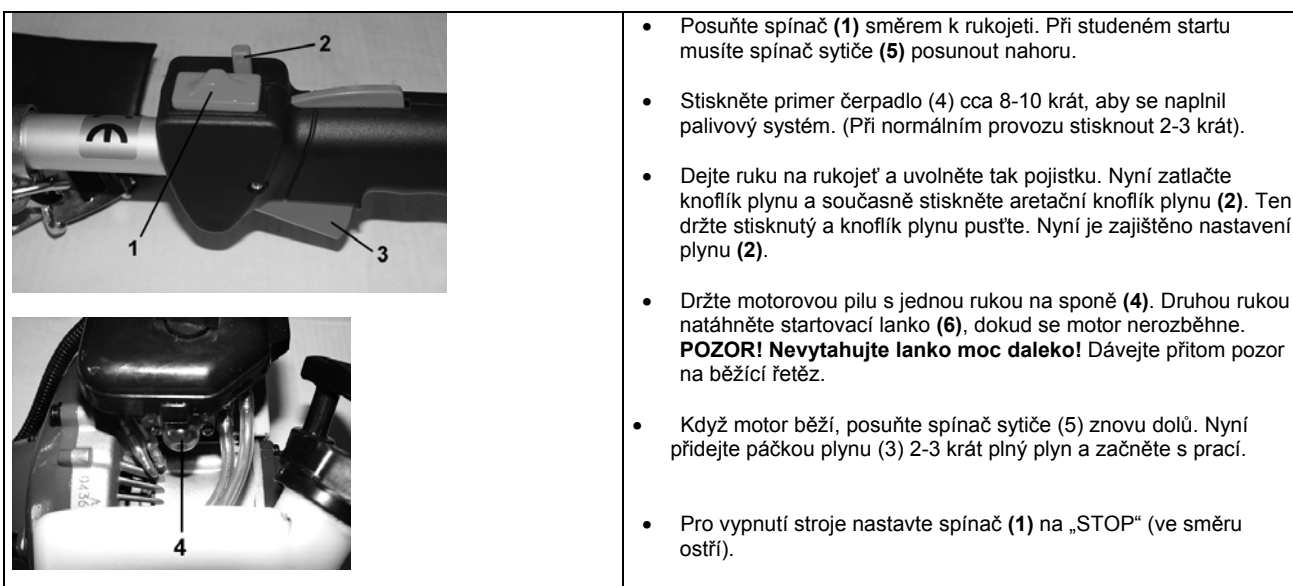 2
1
3
4
• Posuňte spínač (1) směrem k rukojeti. Při studeném startu
musíte spínač sytiče (5) posunout nahoru.
• Stiskněte primer čerpadlo (4) cca 8-10 krát, aby se naplnil
palivový systém. (Při normálním provozu stisknout 2-3 krát).
• Dejte ruku na rukojeť a uvolněte tak pojistku. Nyní zatlačte
knoflík plynu a současně stiskněte aretační knoflík plynu (2). Ten
držte stisknutý a knoflík plynu pusťte. Nyní je zajištěno nastavení
plynu (2).
• Držte motorovou pilu s jednou rukou na sponě (4). Druhou rukou
natáhněte startovací lanko (6), dokud se motor nerozběhne.
POZOR! Nevytahujte lanko moc daleko! Dávejte přitom pozor
na běžící řetěz.
• Když motor běží, posuňte spínač sytiče (5) znovu dolů. Nyní
přidejte páčkou plynu (3) 2-3 krát plný plyn a začněte s prací.
• Pro vypnutí stroje nastavte spínač (1) na „STOP“ (ve směru
ostří).